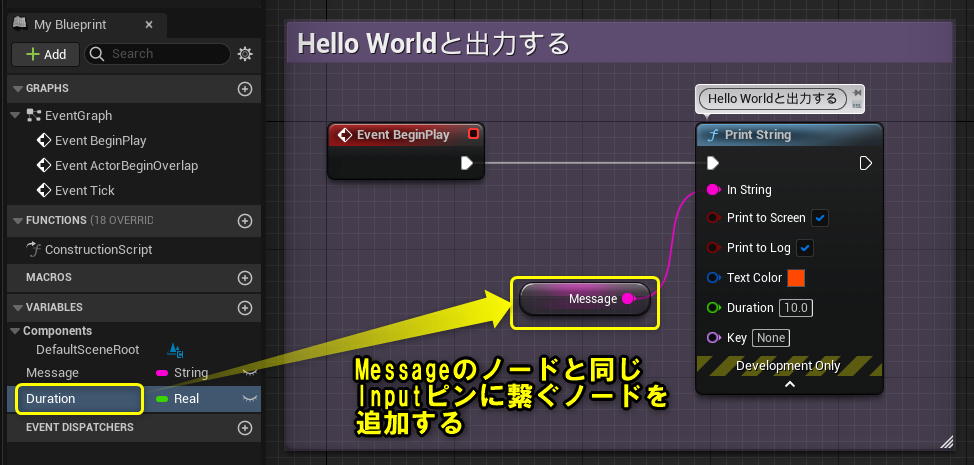 My Blueprint
Add
Search
GRAPHS
EventGraph
Event BeginPlay
Event ActorBeginOverlap
Event Tick
FUNCTIONS (18 OVERRID
ConstructionScript
MACROS
VARIABLES
Components
DefaultSceneRoot
Message String
Duration Real
EVENT DISPATCHERS
Hello Worldと出力する
Hello Worldと出力する
Event BeginPlay
Print String
In String
Print to Screen
Print to Log
Text Color
Duration 10.0
Key None
Development Only
Message
Messageのノードと同じ
Inputピンに繋ぐノードを
追加する